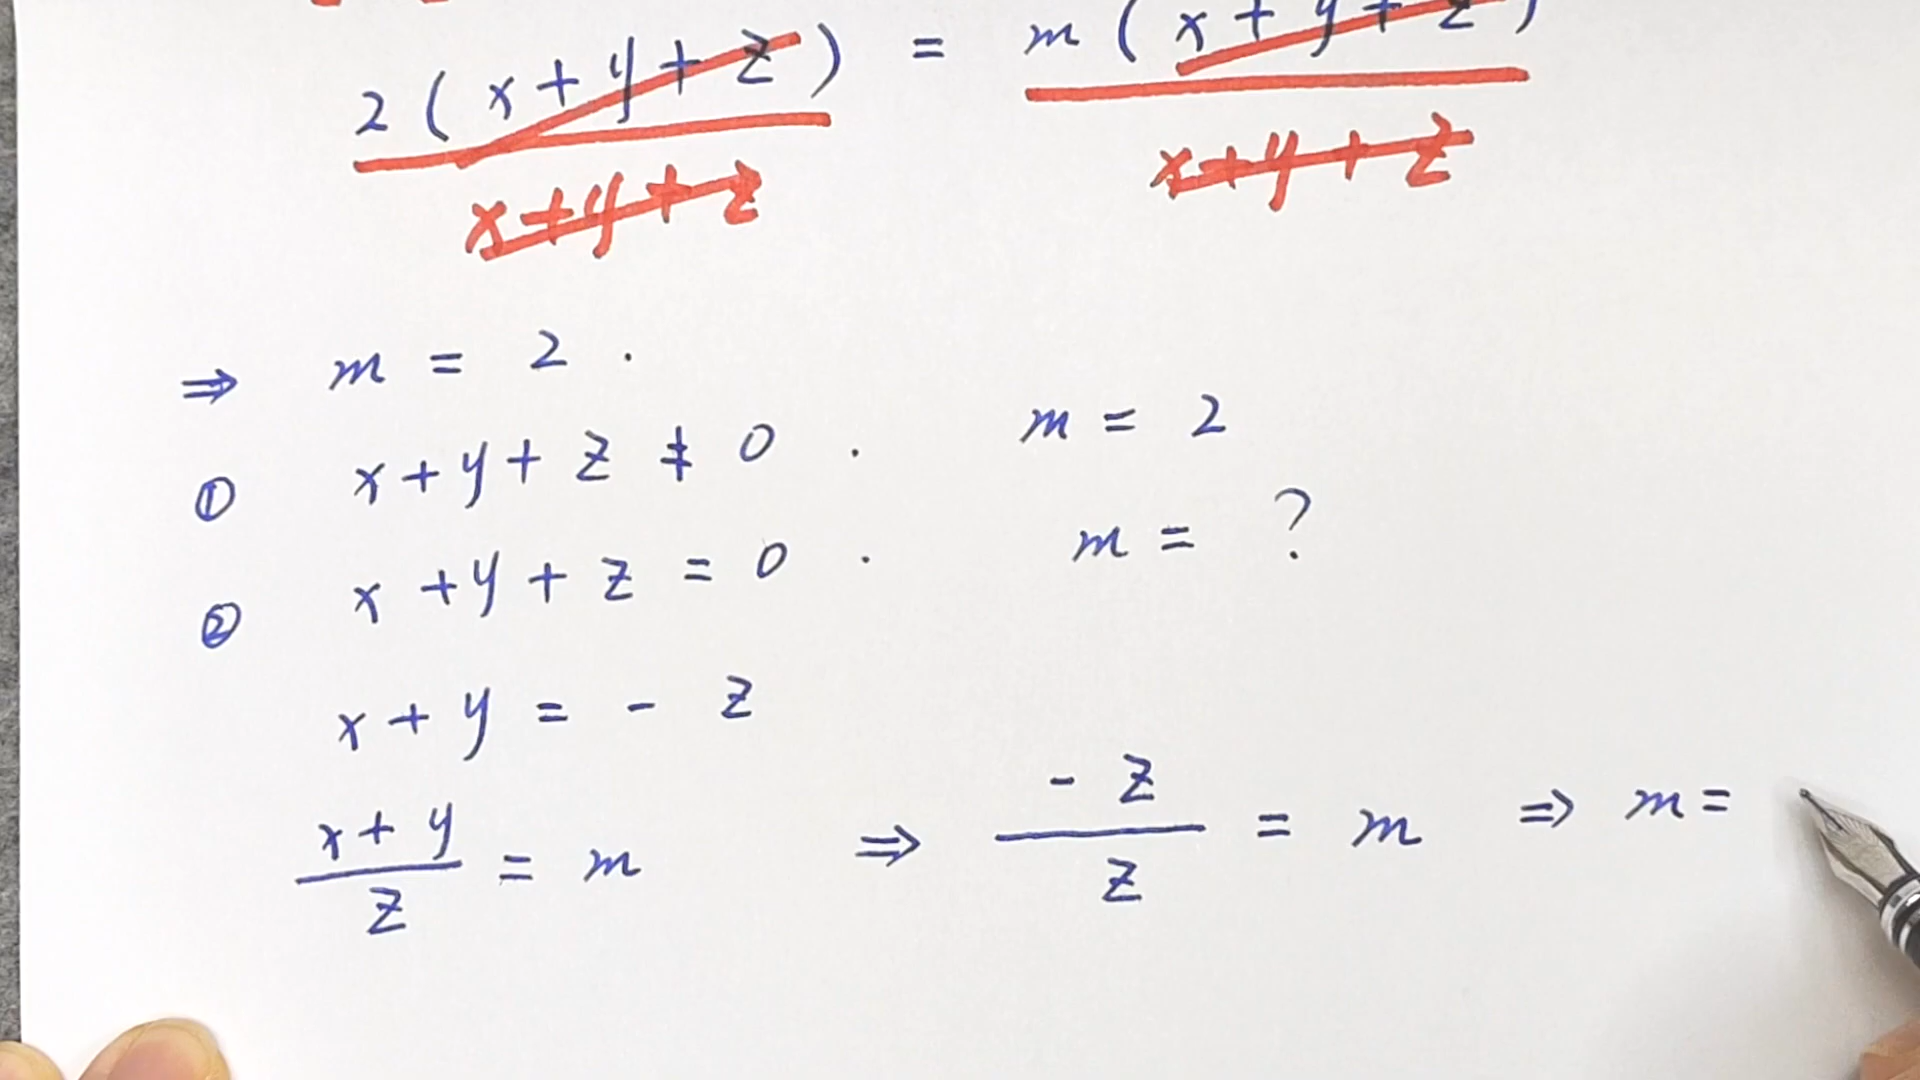 2 ( x + y + z ) = m ( x + y + z )
x + y + z x + y + z
⇒ m = 2 .
① x + y + z ≠ 0 . m = 2
② x + y + z = 0 . m = ?
x + y = - z
x + y / z = m ⇒ - z / z = m ⇒ m =